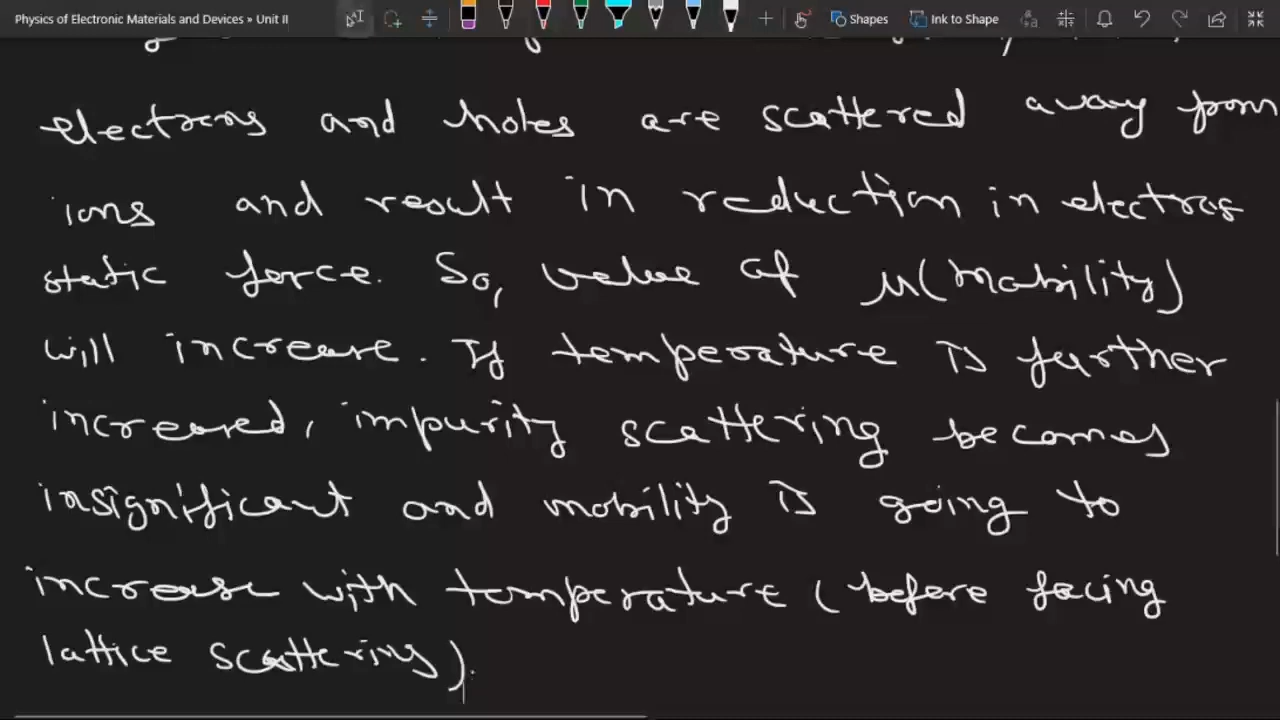 Physics of Electronic Materials and Devices » Unit II
Shapes
Ink to Shape
electrons and holes are scattered away from
ions and result in reduction in electros
static force. So, value of μ(Mobility)
will increase. If temperature is further
increased, impurity scattering becomes
insignificant and mobility is going to
increase with temperature (before facing
lattice scattering).